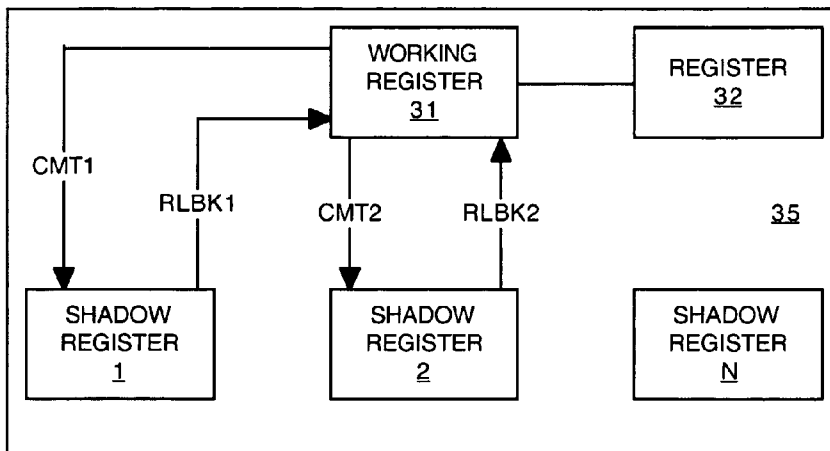 WORKING
REGISTER
31
REGISTER
32
CMT1
RLBK1
CMT2
RLBK2
35
SHADOW
REGISTER
1
SHADOW
REGISTER
2
SHADOW
REGISTER
N